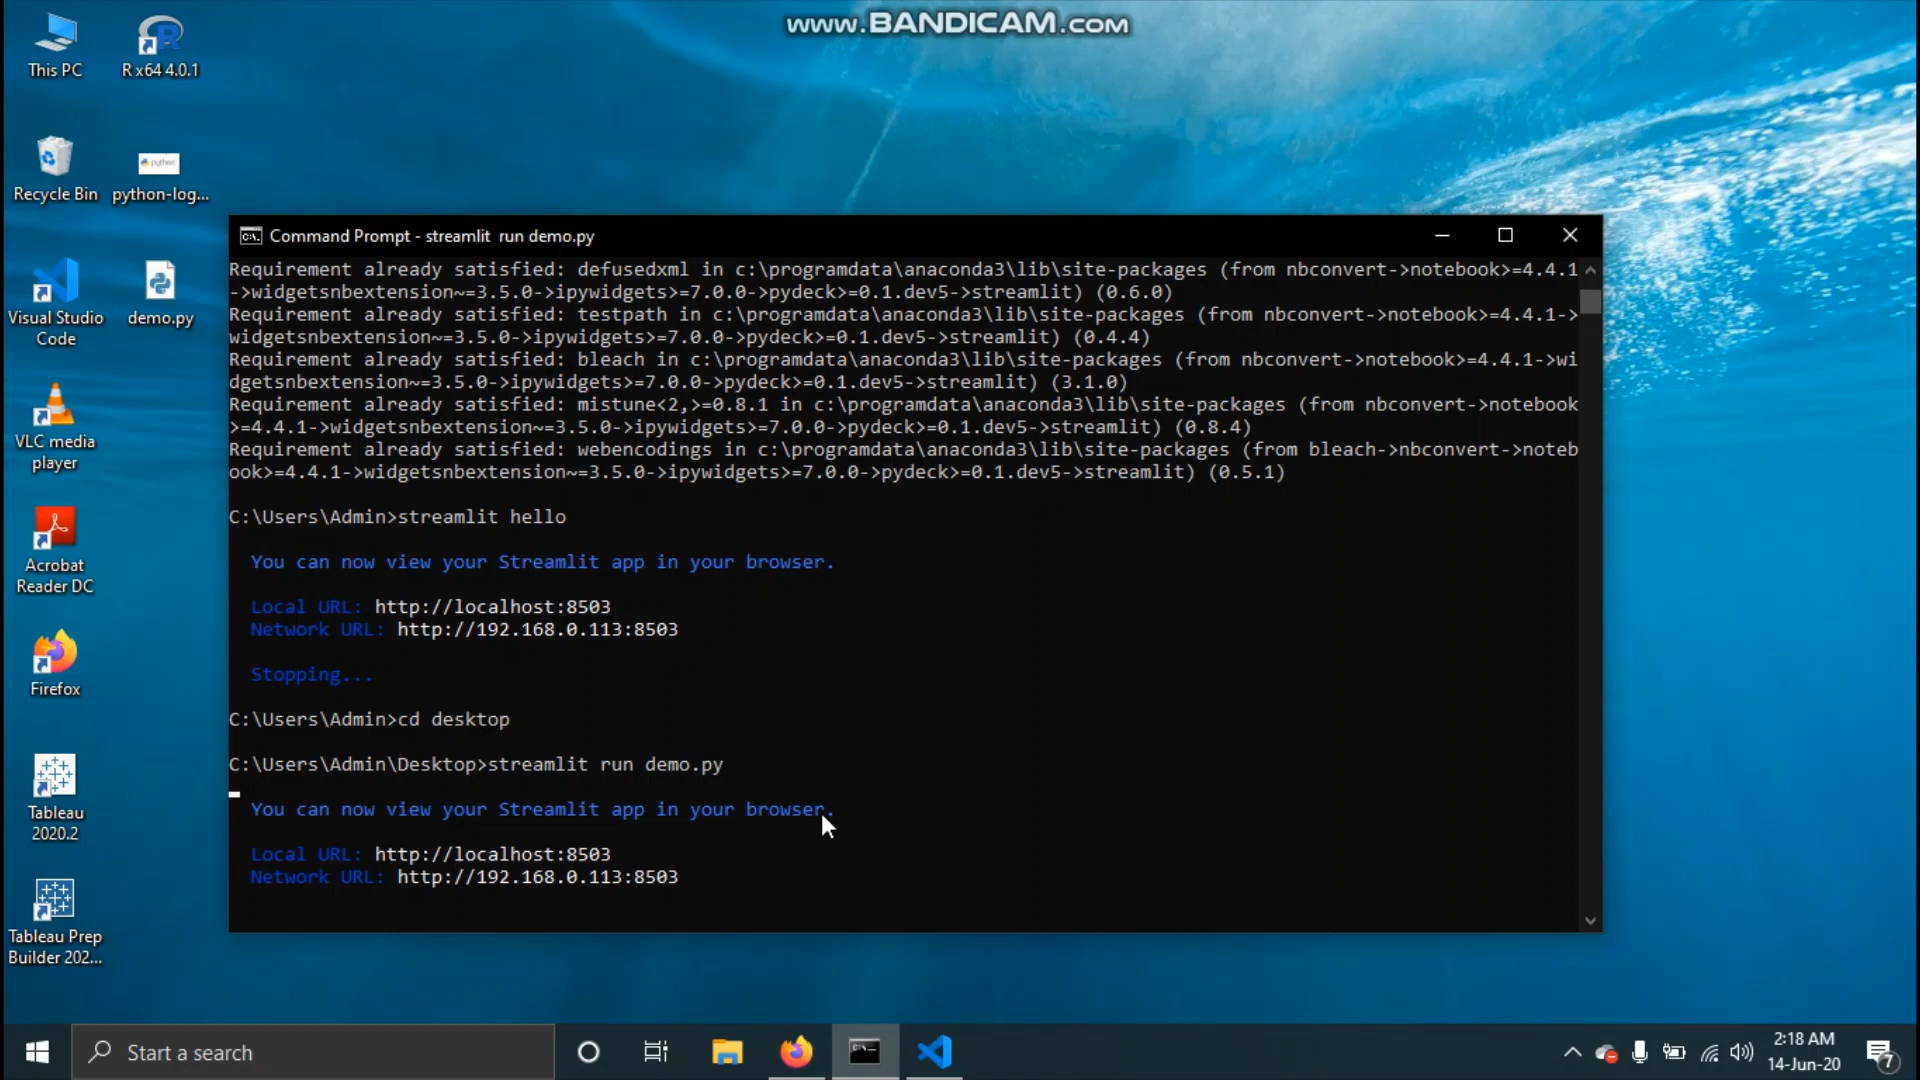 www.BANDICAM.com
This PC
R x64 4.0.1
Recycle Bin
python
python-log...
Visual Studio
Code
demo.py
VLC media
player
Acrobat
Reader DC
Firefox
Tableau
2020.2
Tableau Prep
Builder 202...
Command Prompt - streamlit  run demo.py
Requirement already satisfied: defusedxml in c:\programdata\anaconda3\lib\site-packages (from nbconvert->notebook>=4.4.1
->widgetsnbextension~=3.5.0->ipywidgets>=7.0.0->pydeck>=0.1.dev5->streamlit) (0.6.0)
Requirement already satisfied: testpath in c:\programdata\anaconda3\lib\site-packages (from nbconvert->notebook>=4.4.1->
widgetsnbextension~=3.5.0->ipywidgets>=7.0.0->pydeck>=0.1.dev5->streamlit) (0.4.4)
Requirement already satisfied: bleach in c:\programdata\anaconda3\lib\site-packages (from nbconvert->notebook>=4.4.1->wi
dgetsnbextension~=3.5.0->ipywidgets>=7.0.0->pydeck>=0.1.dev5->streamlit) (3.1.0)
Requirement already satisfied: mistune<2,>=0.8.1 in c:\programdata\anaconda3\lib\site-packages (from nbconvert->notebook
>=4.4.1->widgetsnbextension~=3.5.0->ipywidgets>=7.0.0->pydeck>=0.1.dev5->streamlit) (0.8.4)
Requirement already satisfied: webencodings in c:\programdata\anaconda3\lib\site-packages (from bleach->nbconvert->noteb
ook>=4.4.1->widgetsnbextension~=3.5.0->ipywidgets>=7.0.0->pydeck>=0.1.dev5->streamlit) (0.5.1)
C:\Users\Admin>streamlit hello
You can now view your Streamlit app in your browser.
Local URL: http://localhost:8503
Network URL: http://192.168.0.113:8503
Stopping...
C:\Users\Admin>cd desktop
C:\Users\Admin\Desktop>streamlit run demo.py
You can now view your Streamlit app in your browser.
Local URL: http://localhost:8503
Network URL: http://192.168.0.113:8503
Start a search
2:18 AM
14-Jun-20
7